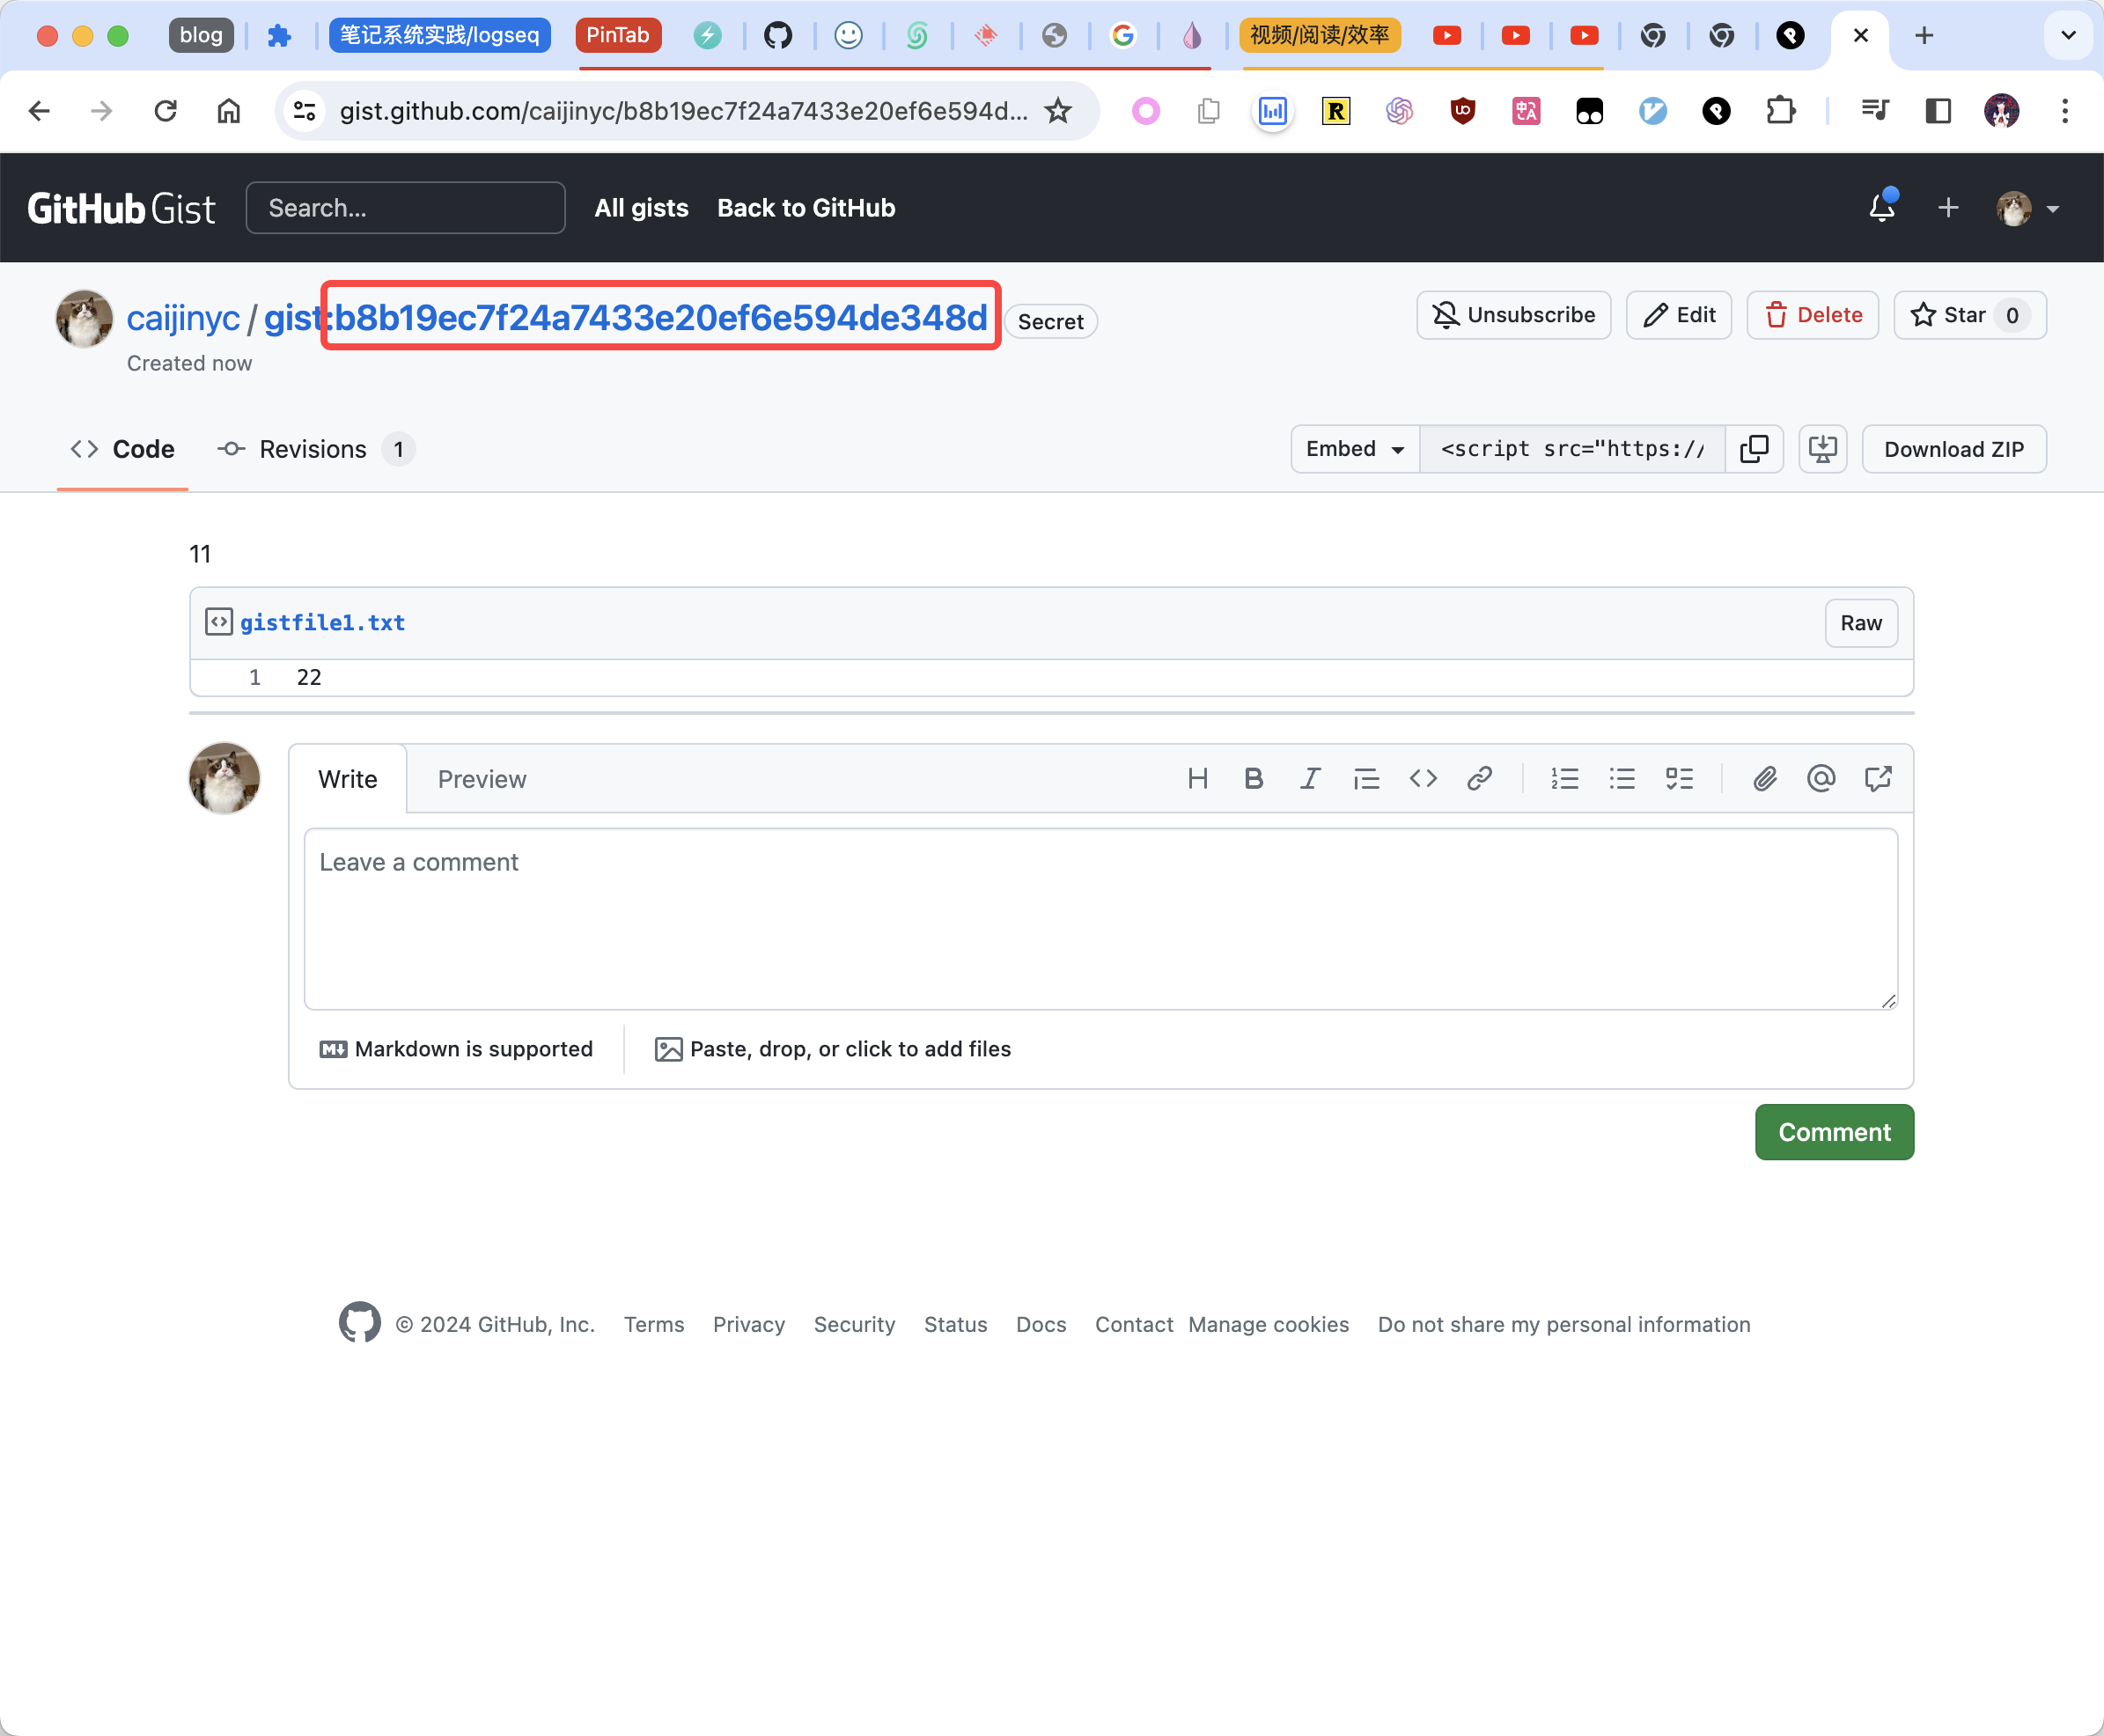 blog 笔记系统实践/logseq PinTab 视频/阅读/效率
gist.github.com/caijinyc/b8b19ec7f24a7433e20ef6e594d...
GitHub Gist Search... All gists Back to GitHub
caijinyc / gist:b8b19ec7f24a7433e20ef6e594de348d Secret Unsubscribe Edit Delete Star 0
Created now
Code Revisions 1 Embed <script src="https:// Download ZIP
11
gistfile1.txt Raw
1 22
Write Preview
Leave a comment
Markdown is supported Paste, drop, or click to add files
Comment
© 2024 GitHub, Inc. Terms Privacy Security Status Docs Contact Manage cookies Do not share my personal information